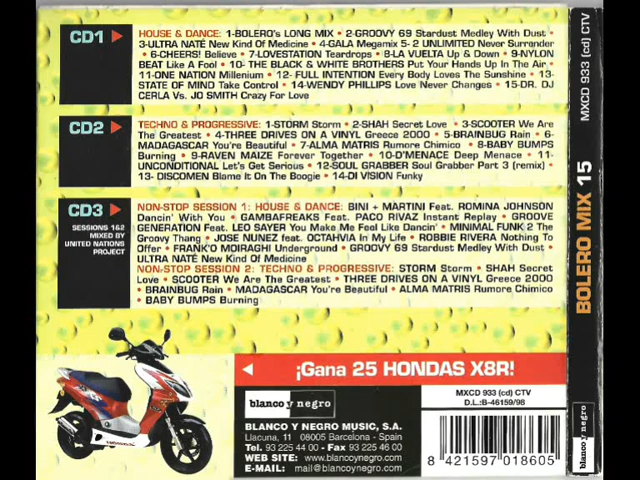 CD1
HOUSE & DANCE: 1-BOLERO's LONG MIX • 2-GROOVY 69 Stardust Medley With Dust •
3-ULTRA NATÉ New Kind Of Medicine • 4-GALA Megamix 5- 2 UNLIMITED Never Surrander
• 6-CHEERS! Believe • 7-LOVESTATION Teardrops • 8-LA VUELTA Up & Down • 9-NYLON
BEAT Like A Fool • 10- THE BLACK & WHITE BROTHERS Put Your Hands Up In The Air •
11-ONE NATION Millenium • 12- FULL INTENTION Every Body Loves The Sunshine • 13-
STATE OF MIND Take Control • 14-WENDY PHILLIPS Love Never Changes • 15-DR. DJ
CERLA Vs. JO SMITH Crazy For Love
CD2
TECHNO & PROGRESSIVE: 1-STORM Storm • 2-SHAH Secret Love • 3-SCOOTER We Are
The Greatest • 4-THREE DRIVES ON A VINYL Greece 2000 • 5-BRAINBUG Rain • 6-
MADAGASCAR You're Beautiful • 7-ALMA MATRIS Rumore Chimico • 8-BABY BUMPS
Burning • 9-RAVEN MAIZE Forever Together • 10-D'MENACE Deep Menace • 11-
UNCONDITIONAL Let's Get Serious • 12-SOUL GRABBER Soul Grabber Part 3 (remix) •
13- DISCOMEN Blame It On The Boogie • 14-DI VISION Funky
CD3
SESSIONS 1&2
MIXED BY
UNITED NATIONS
PROJECT
NON-STOP SESSION 1: HOUSE & DANCE: BINI + MARTINI Feat. ROMINA JOHNSON
Dancin' With You • GAMBAFREAKS Feat. PACO RIVAZ Instant Replay • GROOVE
GENERATION Feat. LEO SAYER You Make Me Feel Like Dancin' • MINIMAL FUNK 2 The
Groovy Thang • JOSE NUÑEZ feat. OCTAHVIA In My Life • ROBBIE RIVERA Nothing To
Offer • FRANK'O MOIRAGHI Underground • GROOVY 69 Stardust Medley With Dust •
ULTRA NATÉ New Kind Of Medicine
NON-STOP SESSION 2: TECHNO & PROGRESSIVE: STORM Storm • SHAH Secret
Love • SCOOTER We Are The Greatest • THREE DRIVES ON A VINYL Greece 2000
• BRAINBUG Rain • MADAGASCAR You're Beautiful • ALMA MATRIS Rumore Chimico
• BABY BUMPS Burning
¡Gana 25 HONDAS X8R!
blanco y negro
BLANCO Y NEGRO MUSIC, S.A.
Llacuna, 11 08005 Barcelona - Spain
Tel. 93 225 44 00 - Fax 93 225 46 00
WEB SITE: www.blancoynegro.com
E-MAIL: mail@blancoynegro.com
MXCD 933 (cd) CTV
D.L.:B-46159/98
8 421597 018605
MXCD 933 (cd) CTV
BOLERO MIX 15
blanco y negro